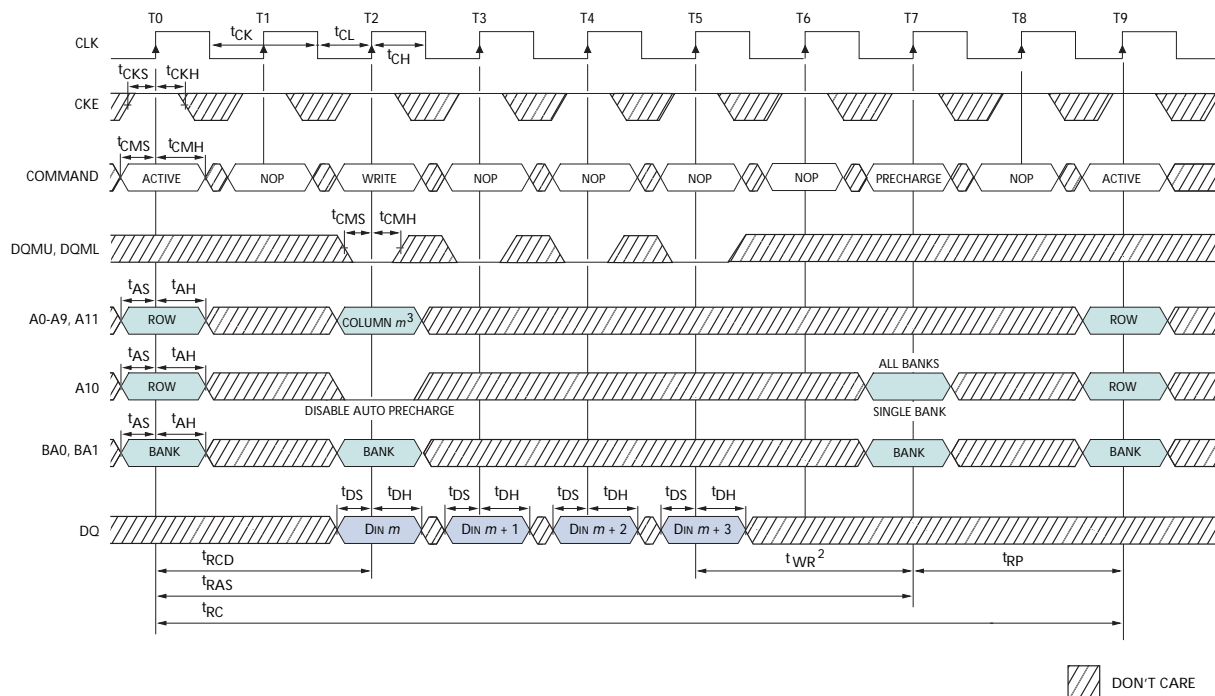 T0 T1 T2 T3 T4 T5 T6 T7 T8 T9
CLK
tCK tCL
tCH
tCKS tCKH
CKE
tCMS tCMH
COMMAND ACTIVE NOP WRITE NOP NOP NOP NOP PRECHARGE NOP ACTIVE
tCMS tCMH
DQMU, DQML
tAS tAH
A0-A9, A11 ROW COLUMN m³ ROW
tAS tAH ALL BANKS
A10 ROW ROW
DISABLE AUTO PRECHARGE SINGLE BANK
tAS tAH
BA0, BA1 BANK BANK BANK BANK
tDS tDH tDS tDH tDS tDH tDS tDH
DQ DIN m DIN m + 1 DIN m + 2 DIN m + 3
tRCD tWR² tRP
tRAS
tRC
DON'T CARE